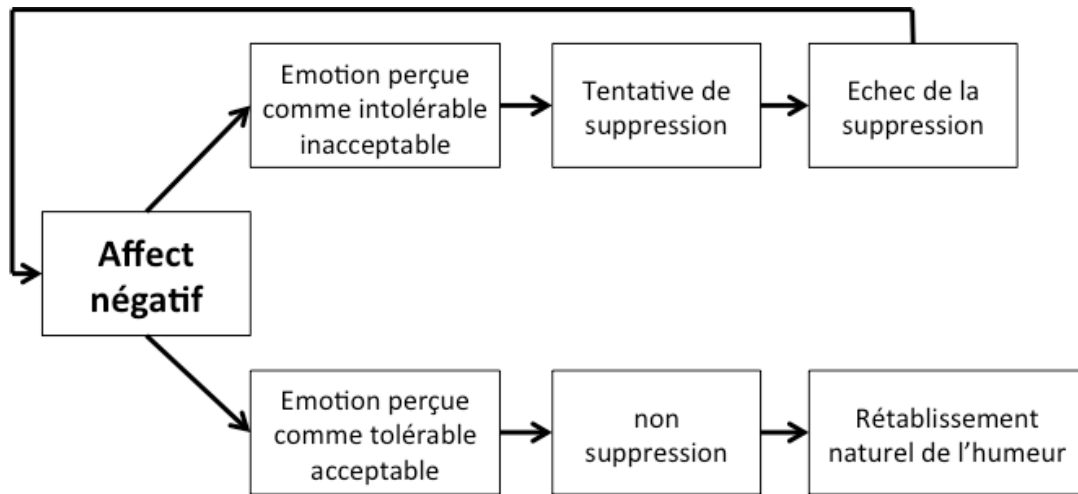 Emotion perçue
comme intolérable
inacceptable
Tentative de
suppression
Echec de la
suppression
Affect
négatif
Emotion perçue
comme tolérable
acceptable
non
suppression
Rétablissement
naturel de l’humeur